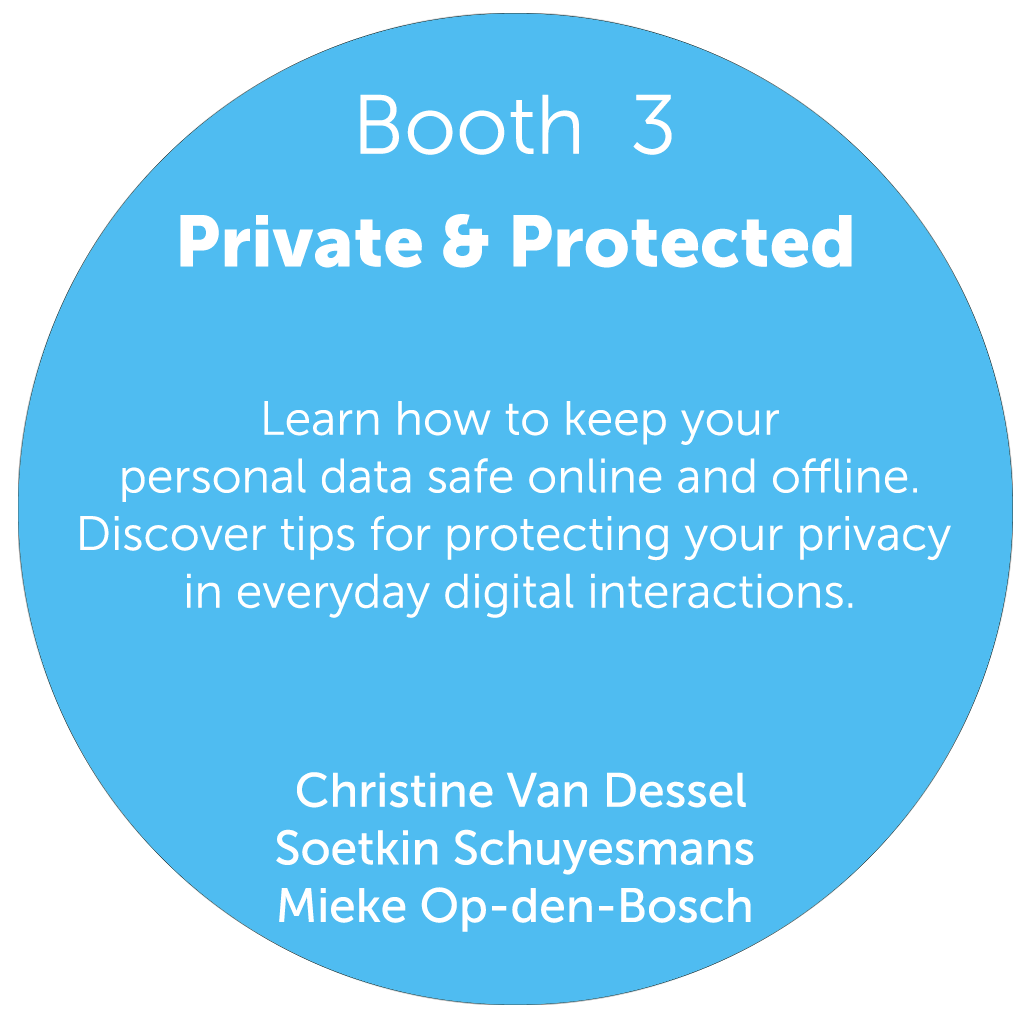 Booth 3
Private & Protected
Learn how to keep your
personal data safe online and offline.
Discover tips for protecting your privacy
in everyday digital interactions.
Christine Van Dessel
Soetkin Schuyesmans
Mieke Op-den-Bosch